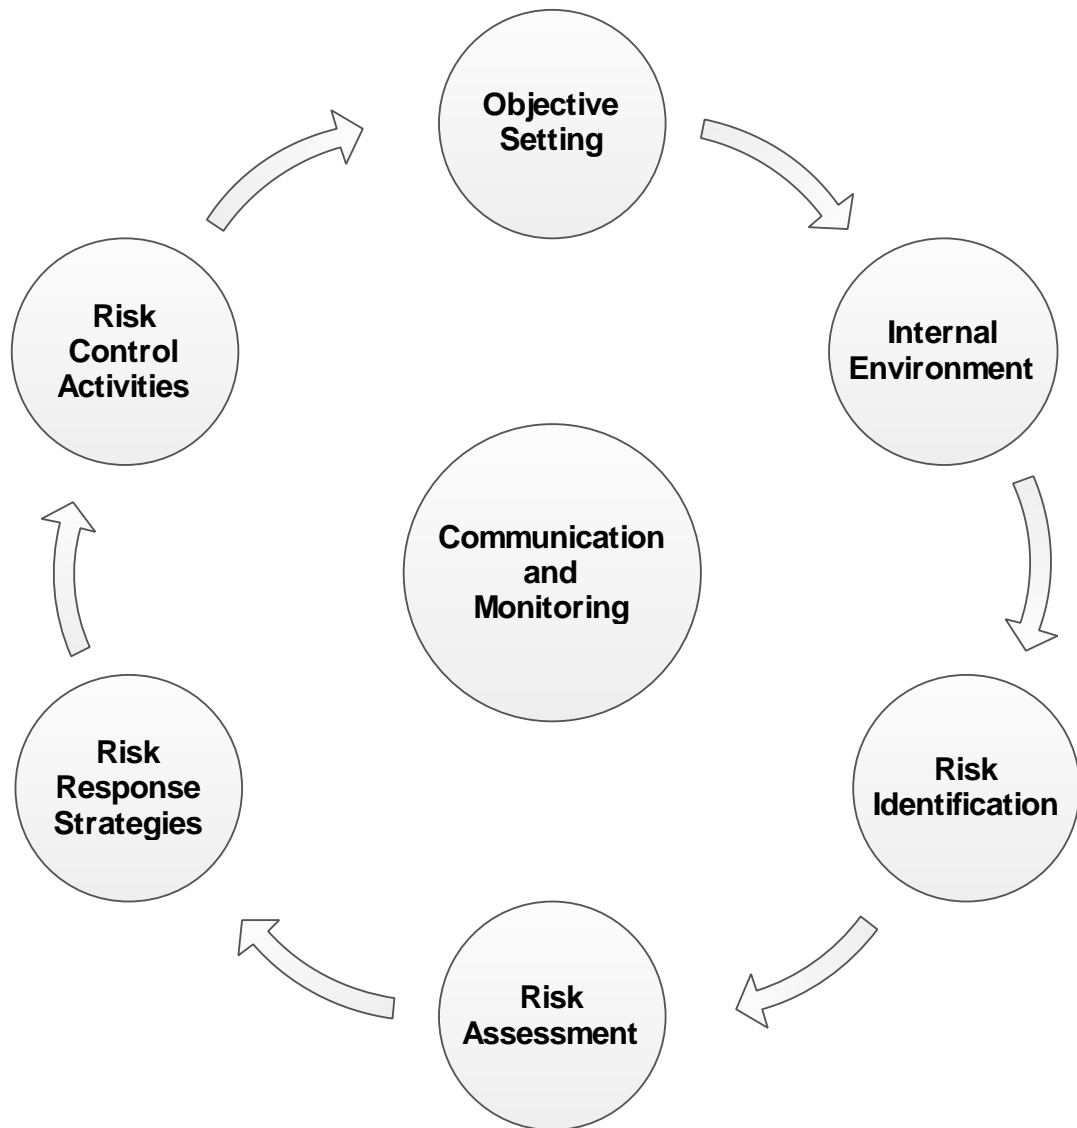 Objective
Setting
Internal
Environment
Risk
Identification
Risk
Assessment
Risk
Response
Strategies
Risk
Control
Activities
Communication
and
Monitoring